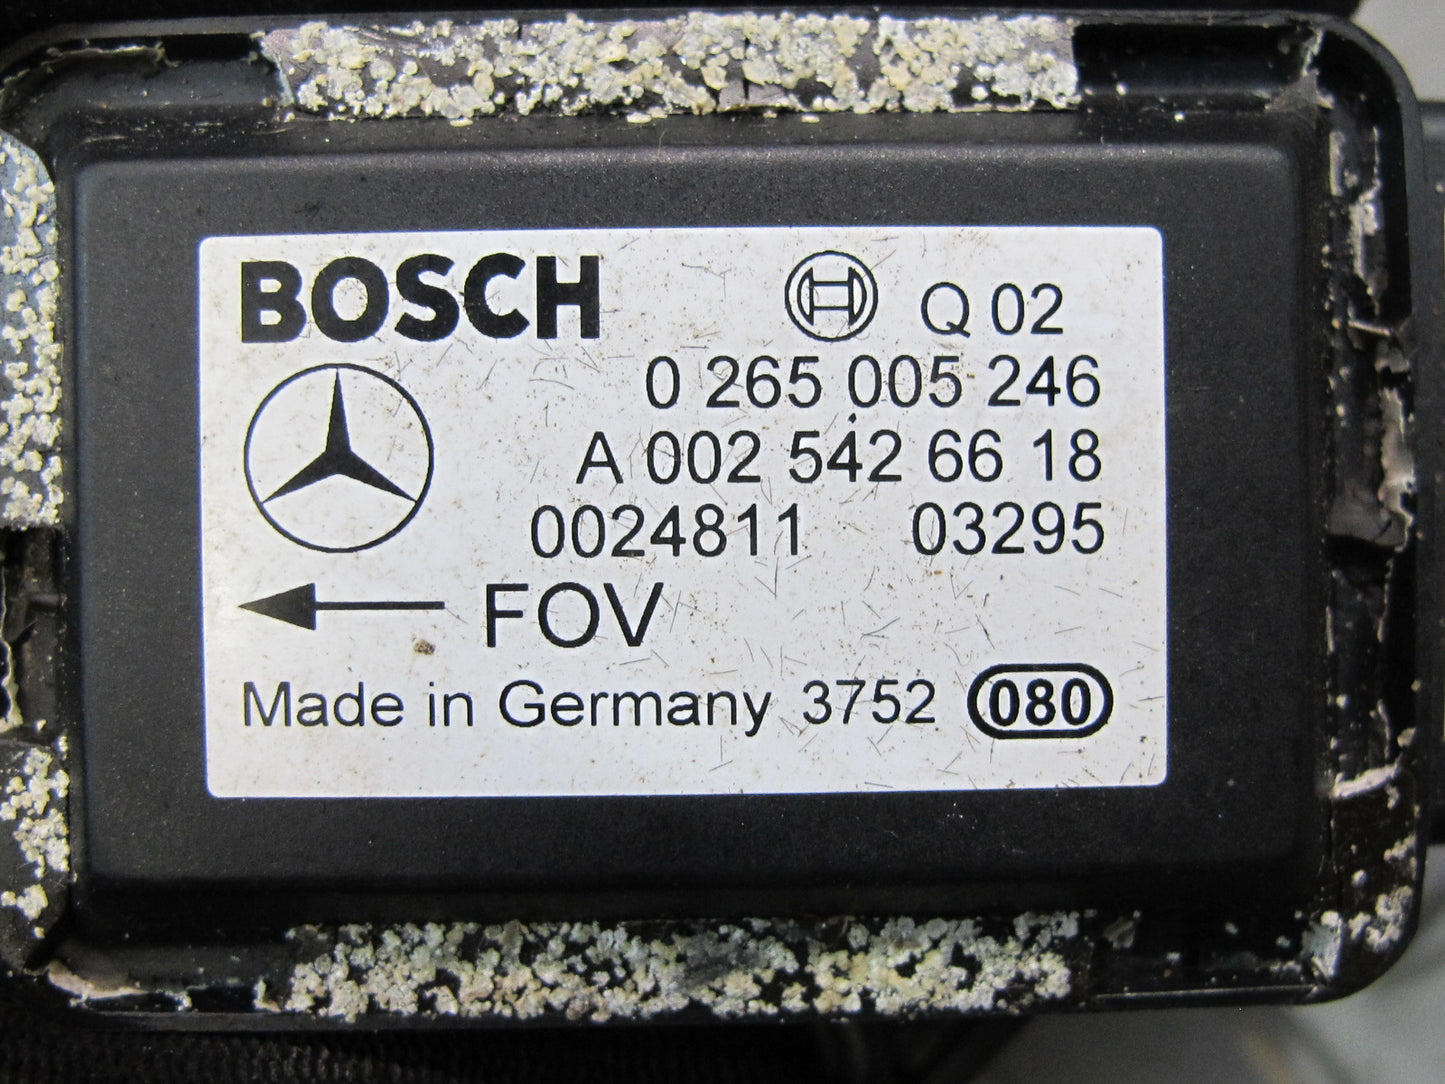 BOSCH
Q 02
0 265 005 246
A 002 542 66 18
0024811 03295
FOV
Made in Germany 3752 080